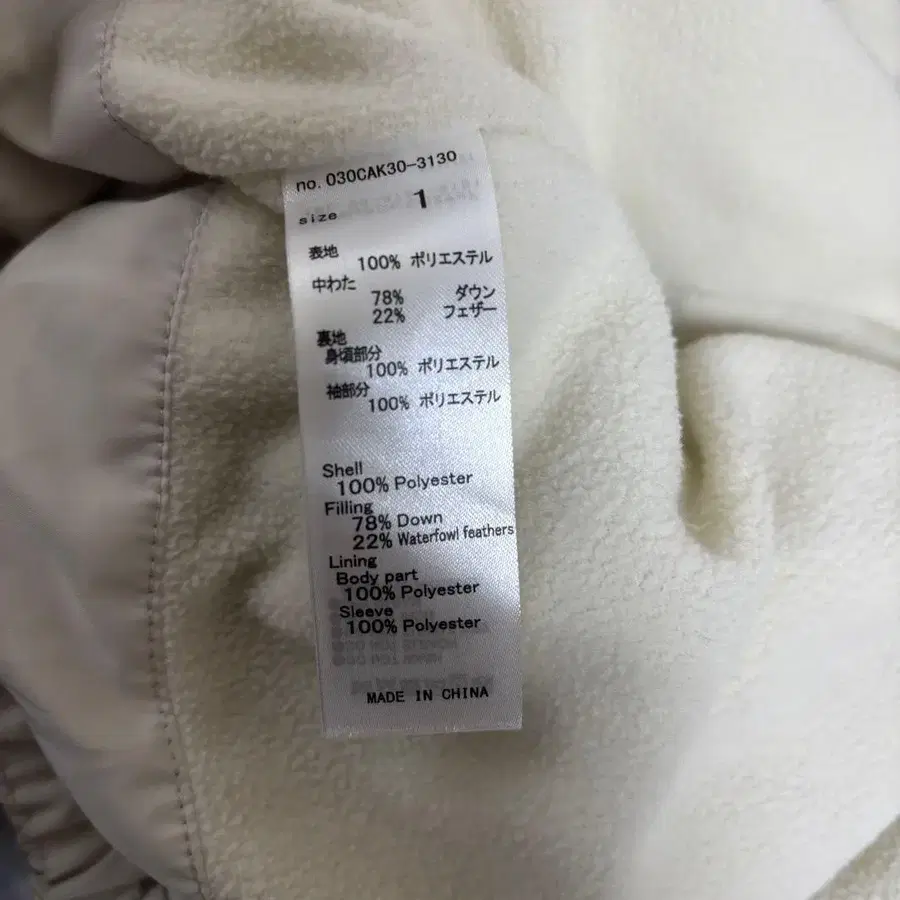 no. 030CAK30-3130
size 1
表地
100% ポリエステル
中わた
78% ダウン
22% フェザー
裏地
身頃部分
100% ポリエステル
袖部分
100% ポリエステル
Shell
100% Polyester
Filling
78% Down
22% Waterfowl feathers
Lining
Body part
100% Polyester
Sleeve
100% Polyester
MADE IN CHINA